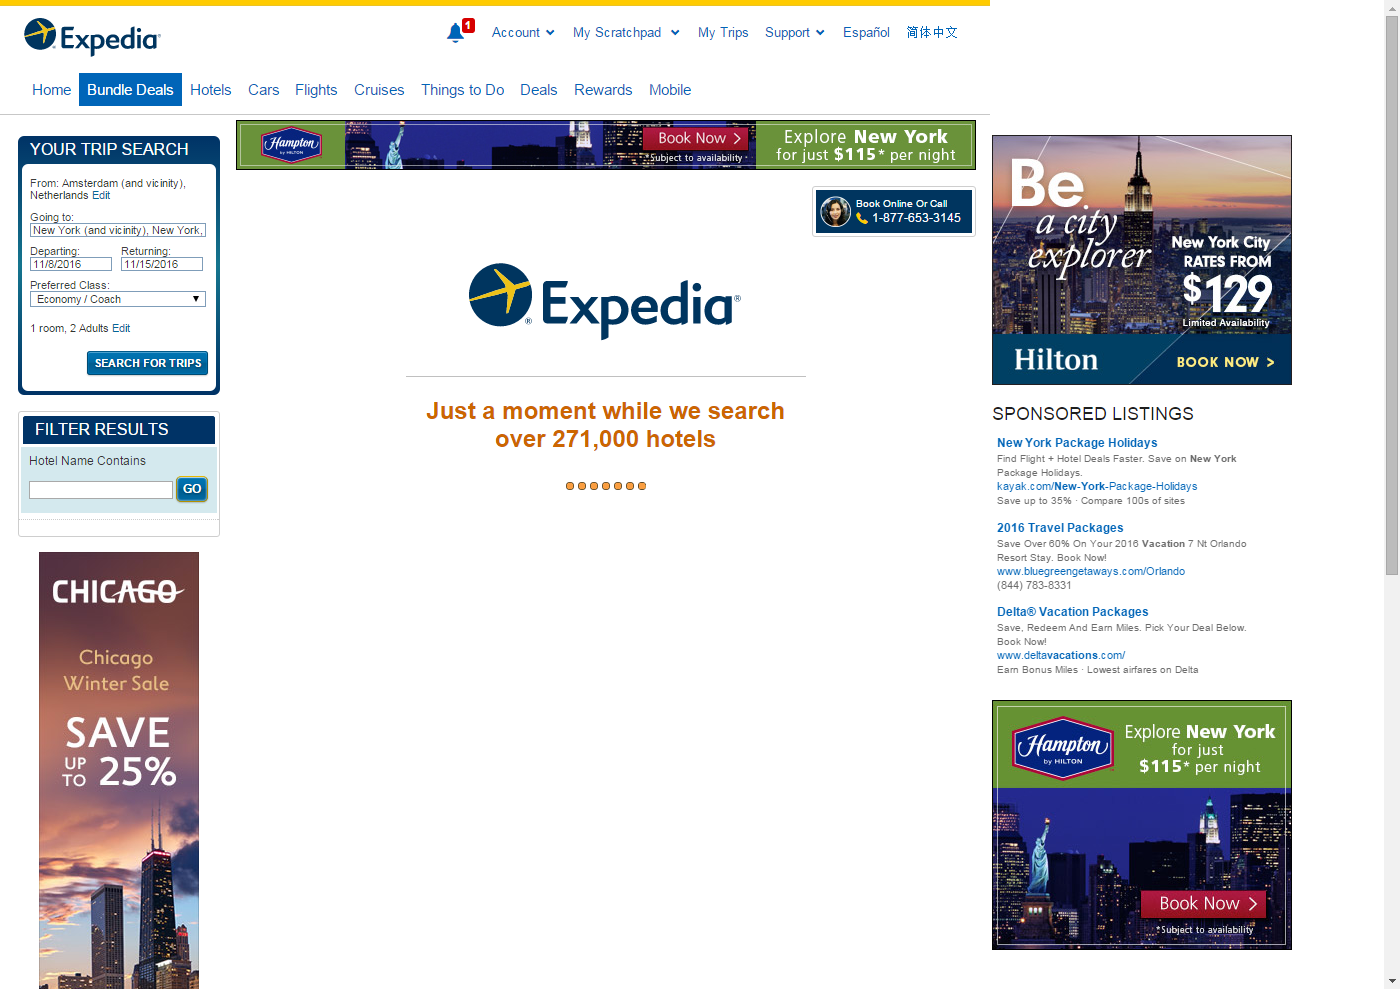 Expedia
1
Account
My Scratchpad
My Trips
Support
Español
简体中文
Home
Bundle Deals
Hotels
Cars
Flights
Cruises
Things to Do
Deals
Rewards
Mobile
YOUR TRIP SEARCH
From: Amsterdam (and vicinity),
Netherlands Edit
Going to:
New York (and vicinity), New York,
Departing: Returning:
11/8/2016 11/15/2016
Preferred Class:
Economy / Coach
1 room, 2 Adults Edit
SEARCH FOR TRIPS
FILTER RESULTS
Hotel Name Contains
GO
CHICAGO
Chicago
Winter Sale
SAVE
UP TO 25%
Hampton
by HILTON
Book Now >
*Subject to availability
Explore New York
for just $115* per night
Book Online Or Call
1-877-653-3145
Expedia®
Just a moment while we search
over 271,000 hotels
Be
a city
explorer
New York City
RATES FROM
$129
Limited Availability
Hilton
BOOK NOW >
SPONSORED LISTINGS
New York Package Holidays
Find Flight + Hotel Deals Faster. Save on New York
Package Holidays.
kayak.com/New-York-Package-Holidays
Save up to 35% · Compare 100s of sites
2016 Travel Packages
Save Over 60% On Your 2016 Vacation 7 Nt Orlando
Resort Stay. Book Now!
www.bluegreengetaways.com/Orlando
(844) 783-8331
Delta® Vacation Packages
Save, Redeem And Earn Miles. Pick Your Deal Below.
Book Now!
www.deltavacations.com/
Earn Bonus Miles · Lowest airfares on Delta
Hampton
by HILTON
Explore New York
for just
$115* per night
Book Now >
*Subject to availability